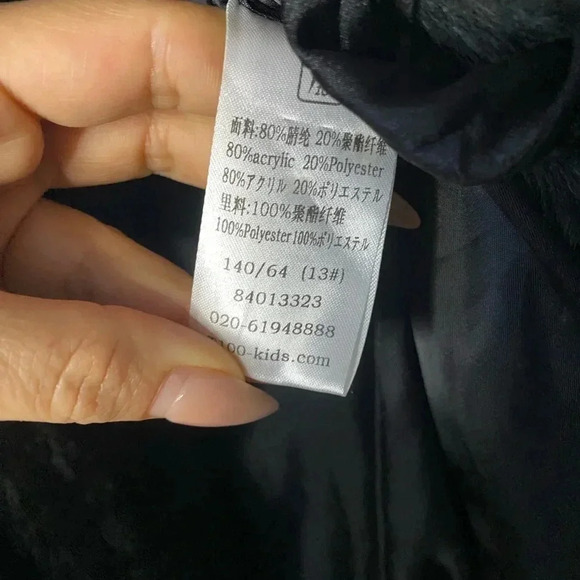 面料:80%腈纶 20%聚酯纤维
80%acrylic 20%Polyester
80%アクリル 20%ポリエステル
里料:100%聚酯纤维
100%Polyester100%ポリエステル
140/64 (13#)
84013323
020-61948888
100-kids.com